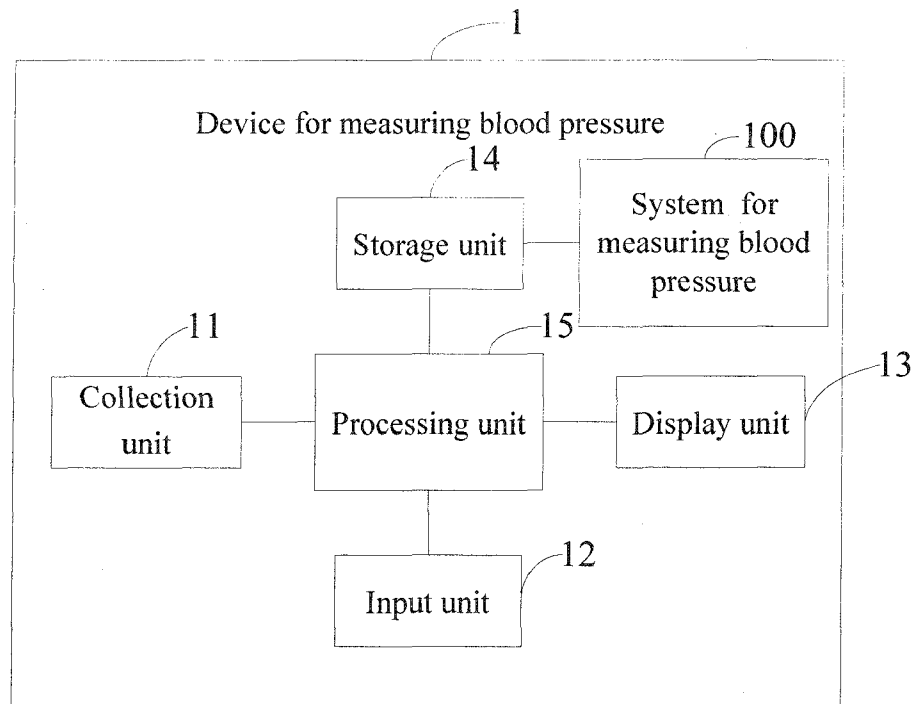 1
Device for measuring blood pressure
100
14
System for
measuring blood
pressure
Storage unit
11
15
13
Collection
unit
Processing unit
Display unit
12
Input unit